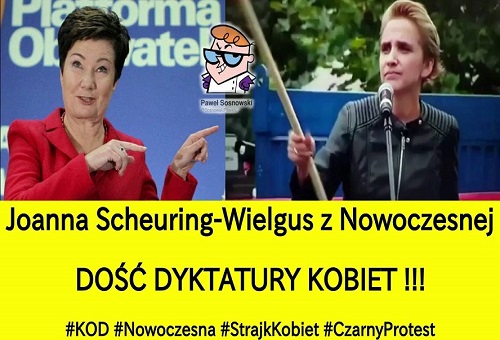 Platforma
Obywatel
Paweł Sosnowski
Joanna Scheuring-Wielgus z Nowoczesnej
DOŚĆ DYKTATURY KOBIET !!!
#KOD #Nowoczesna #StrajkKobiet #CzarnyProtest